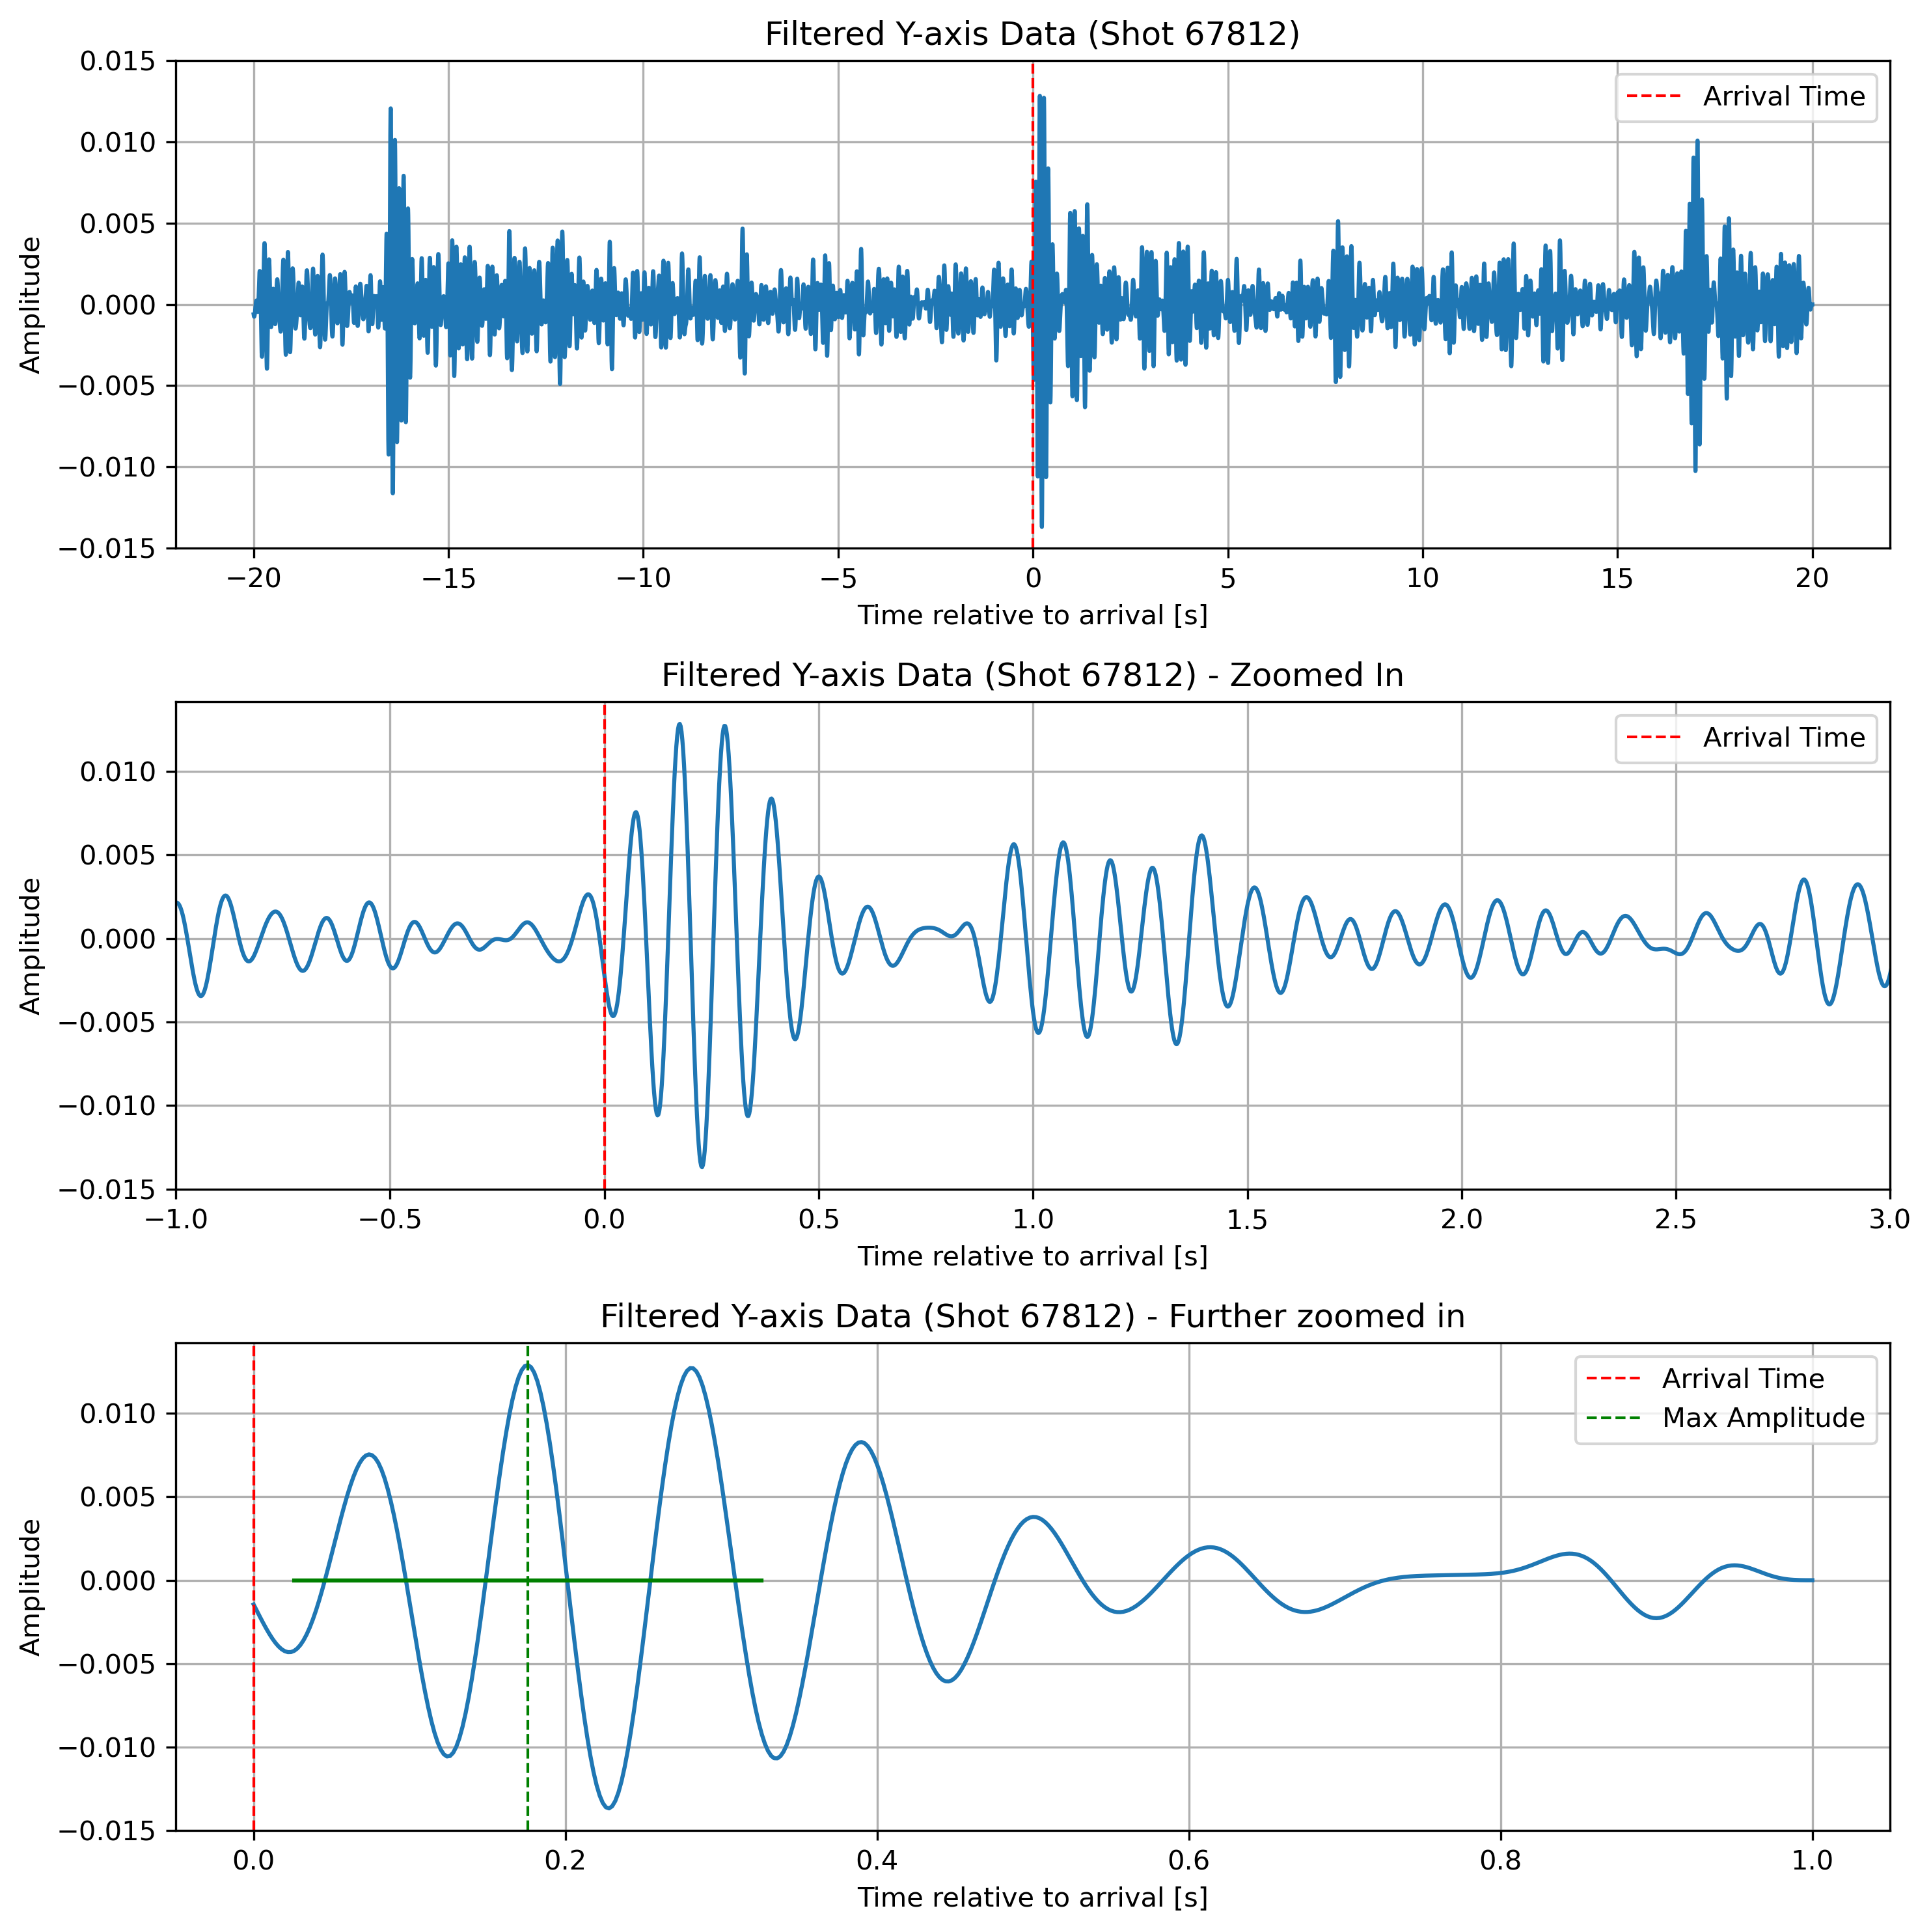 Filtered Y-axis Data (Shot 67812)
0.015
0.010
0.005
0.000
−0.005
−0.010
−0.015
Amplitude
Arrival Time
−20 −15 −10 −5 0 5 10 15 20
Time relative to arrival [s]
Filtered Y-axis Data (Shot 67812) - Zoomed In
0.010
0.005
0.000
−0.005
−0.010
−0.015
Amplitude
Arrival Time
−1.0 −0.5 0.0 0.5 1.0 1.5 2.0 2.5 3.0
Time relative to arrival [s]
Filtered Y-axis Data (Shot 67812) - Further zoomed in
0.010
0.005
0.000
−0.005
−0.010
−0.015
Amplitude
Arrival Time
Max Amplitude
0.0 0.2 0.4 0.6 0.8 1.0
Time relative to arrival [s]